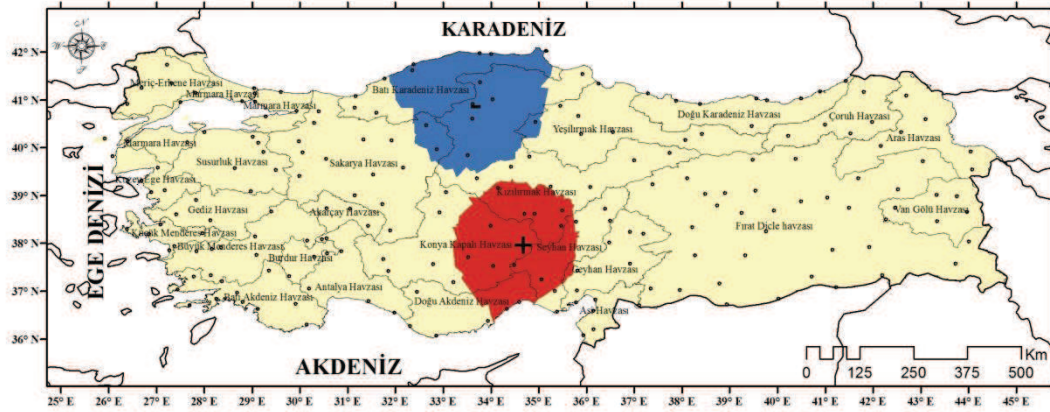 KARADENİZ
42° N
41° N
40° N
39° N
38° N
37° N
36° N
EGE DENİZİ
Meriç-Ergene Havzası
Marmara Havzası
Marmara Havzası
Marmara Havzası
Batı Karadeniz Havzası
-
Yeşilırmak Havzası
Doğu Karadeniz Havzası
Çoruh Havzası
Aras Havzası
Susurluk Havzası
Sakarya Havzası
Kuzey Ege Havzası
Kızılırmak Havzası
Gediz Havzası
Akarçay Havzası
Van Gölü Havzası
Küçük Menderes Havzası
Fırat Dicle havzası
Büyük Menderes Havzası
Konya Kapalı Havzası
+
Seyhan Havzası
Burdur Havzası
Ceyhan Havzası
Antalya Havzası
Batı Akdeniz Havzası
Doğu Akdeniz Havzası
Asi Havzası
AKDENİZ
Km
0 125 250 375 500
25° E 26° E 27° E 28° E 29° E 30° E 31° E 32° E 33° E 34° E 35° E 36° E 37° E 38° E 39° E 40° E 41° E 42° E 43° E 44° E 45° E